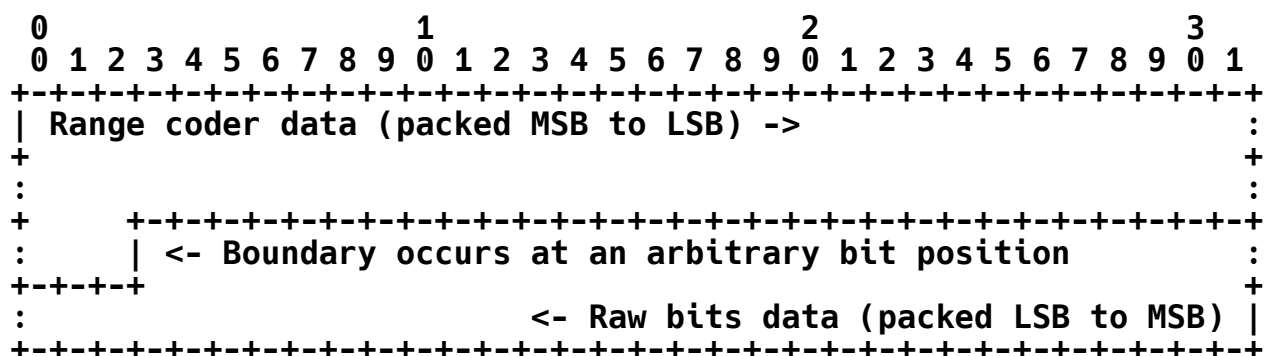 0                   1                   2                   3
 0 1 2 3 4 5 6 7 8 9 0 1 2 3 4 5 6 7 8 9 0 1 2 3 4 5 6 7 8 9 0 1
+-+-+-+-+-+-+-+-+-+-+-+-+-+-+-+-+-+-+-+-+-+-+-+-+-+-+-+-+-+-+-+-+
| Range coder data (packed MSB to LSB) ->                       :
+                                                               +
:                                                               :
+     +-+-+-+-+-+-+-+-+-+-+-+-+-+-+-+-+-+-+-+-+-+-+-+-+-+-+-+-+-+
:     | <- Boundary occurs at an arbitrary bit position         :
+-+-+-+                                                         +
:                          <- Raw bits data (packed LSB to MSB) |
+-+-+-+-+-+-+-+-+-+-+-+-+-+-+-+-+-+-+-+-+-+-+-+-+-+-+-+-+-+-+-+-+